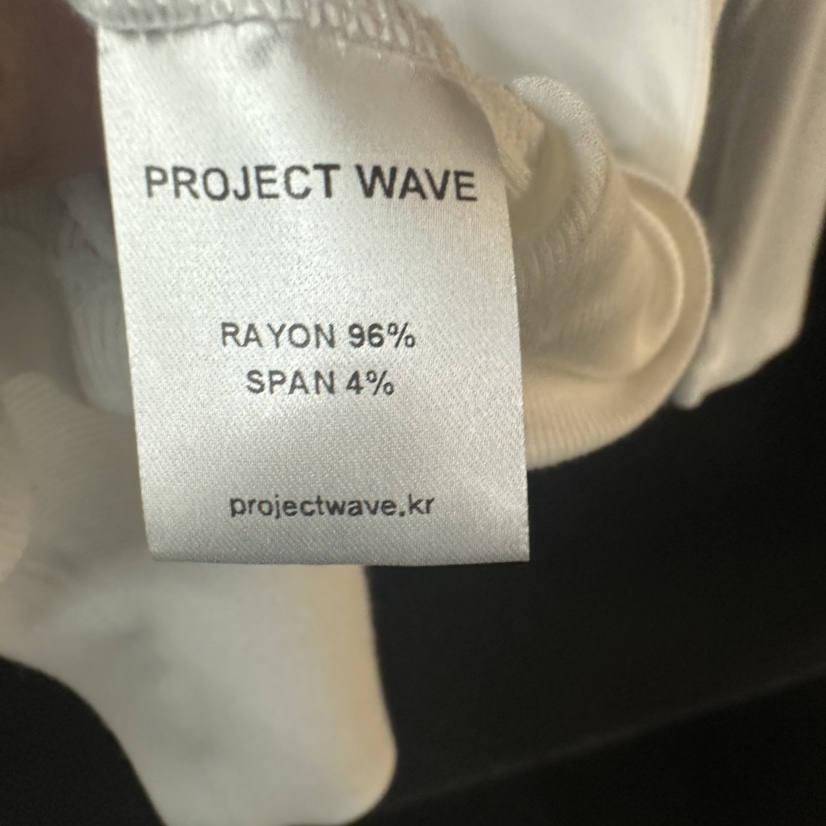 PROJECT WAVE
RAYON 96%
SPAN 4%
projectwave.kr